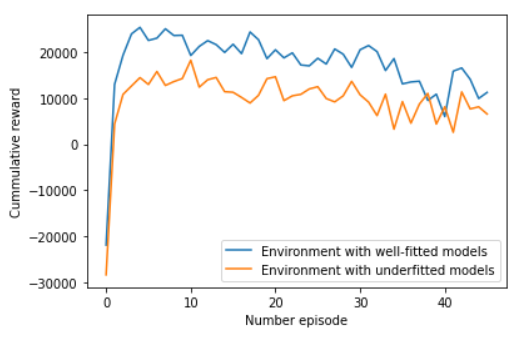 Cummulative reward
20000
10000
0
−10000
−20000
−30000
Environment with well-fitted models
Environment with underfitted models
0 10 20 30 40
Number episode